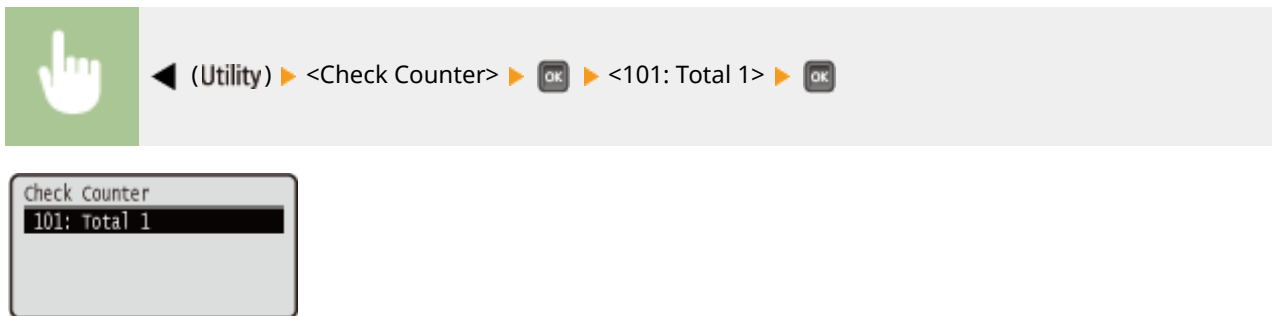 (Utility) <Check Counter> OK <101: Total 1> OK
Check Counter
101: Total 1